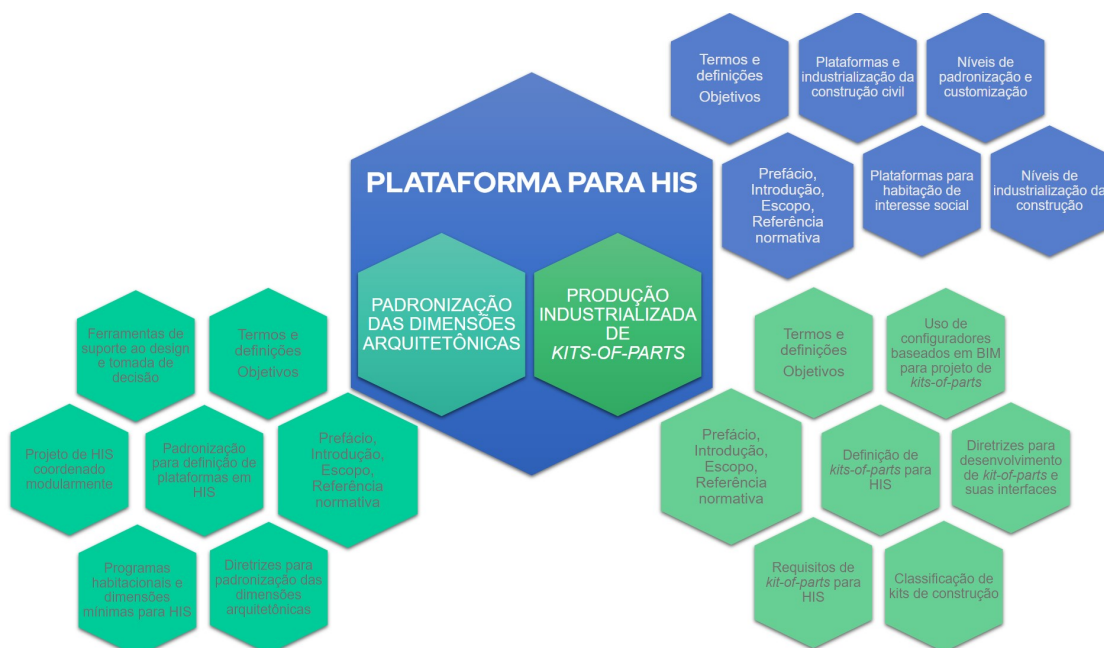 Termos e
definições
Objetivos
Plataformas e
industrialização da
construção civil
Níveis de
padronização e
customização
Prefácio,
Introdução,
Escopo,
Referência
normativa
Plataformas para
habitação de
interesse social
Níveis de
industrialização da
construção
PLATAFORMA PARA HIS
PADRONIZAÇÃO
DAS DIMENSÕES
ARQUITETÔNICAS
PRODUÇÃO
INDUSTRIALIZADA
DE
KITS-OF-PARTS
Ferramentas de
suporte ao design
e tomada de
decisão
Termos e
definições
Objetivos
Projeto de HIS
coordenado
modularmente
Padronização
para definição de
plataformas em
HIS
Prefácio,
Introdução,
Escopo,
Referência
normativa
Programas
habitacionais e
dimensões
mínimas para HIS
Diretrizes para
padronização das
dimensões
arquitetônicas
Termos e
definições
Objetivos
Uso de
configuradores
baseados em BIM
para projeto de
kits-of-parts
Prefácio,
Introdução,
Escopo,
Referência
normativa
Definição de
kits-of-parts para
HIS
Diretrizes para
desenvolvimento
de kit-of-parts e
suas interfaces
Requisitos de
kit-of-parts para
HIS
Classificação de
kits de construção